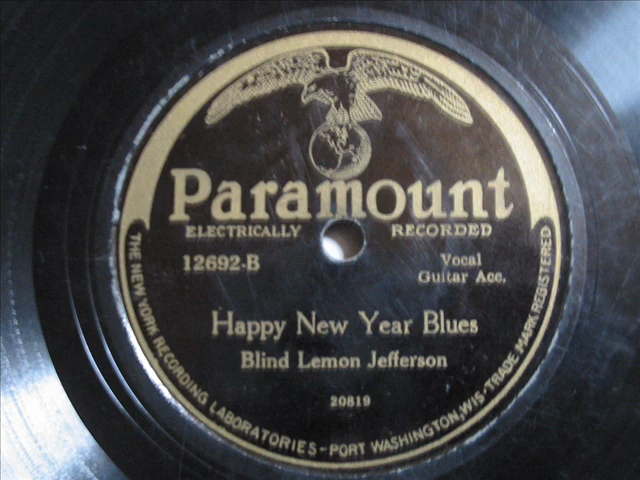 Paramount
ELECTRICALLY RECORDED
12692-B
Vocal
Guitar Acc.
Happy New Year Blues
Blind Lemon Jefferson
20819
THE NEW YORK RECORDING LABORATORIES - PORT WASHINGTON, WIS - TRADE MARK REGISTERED